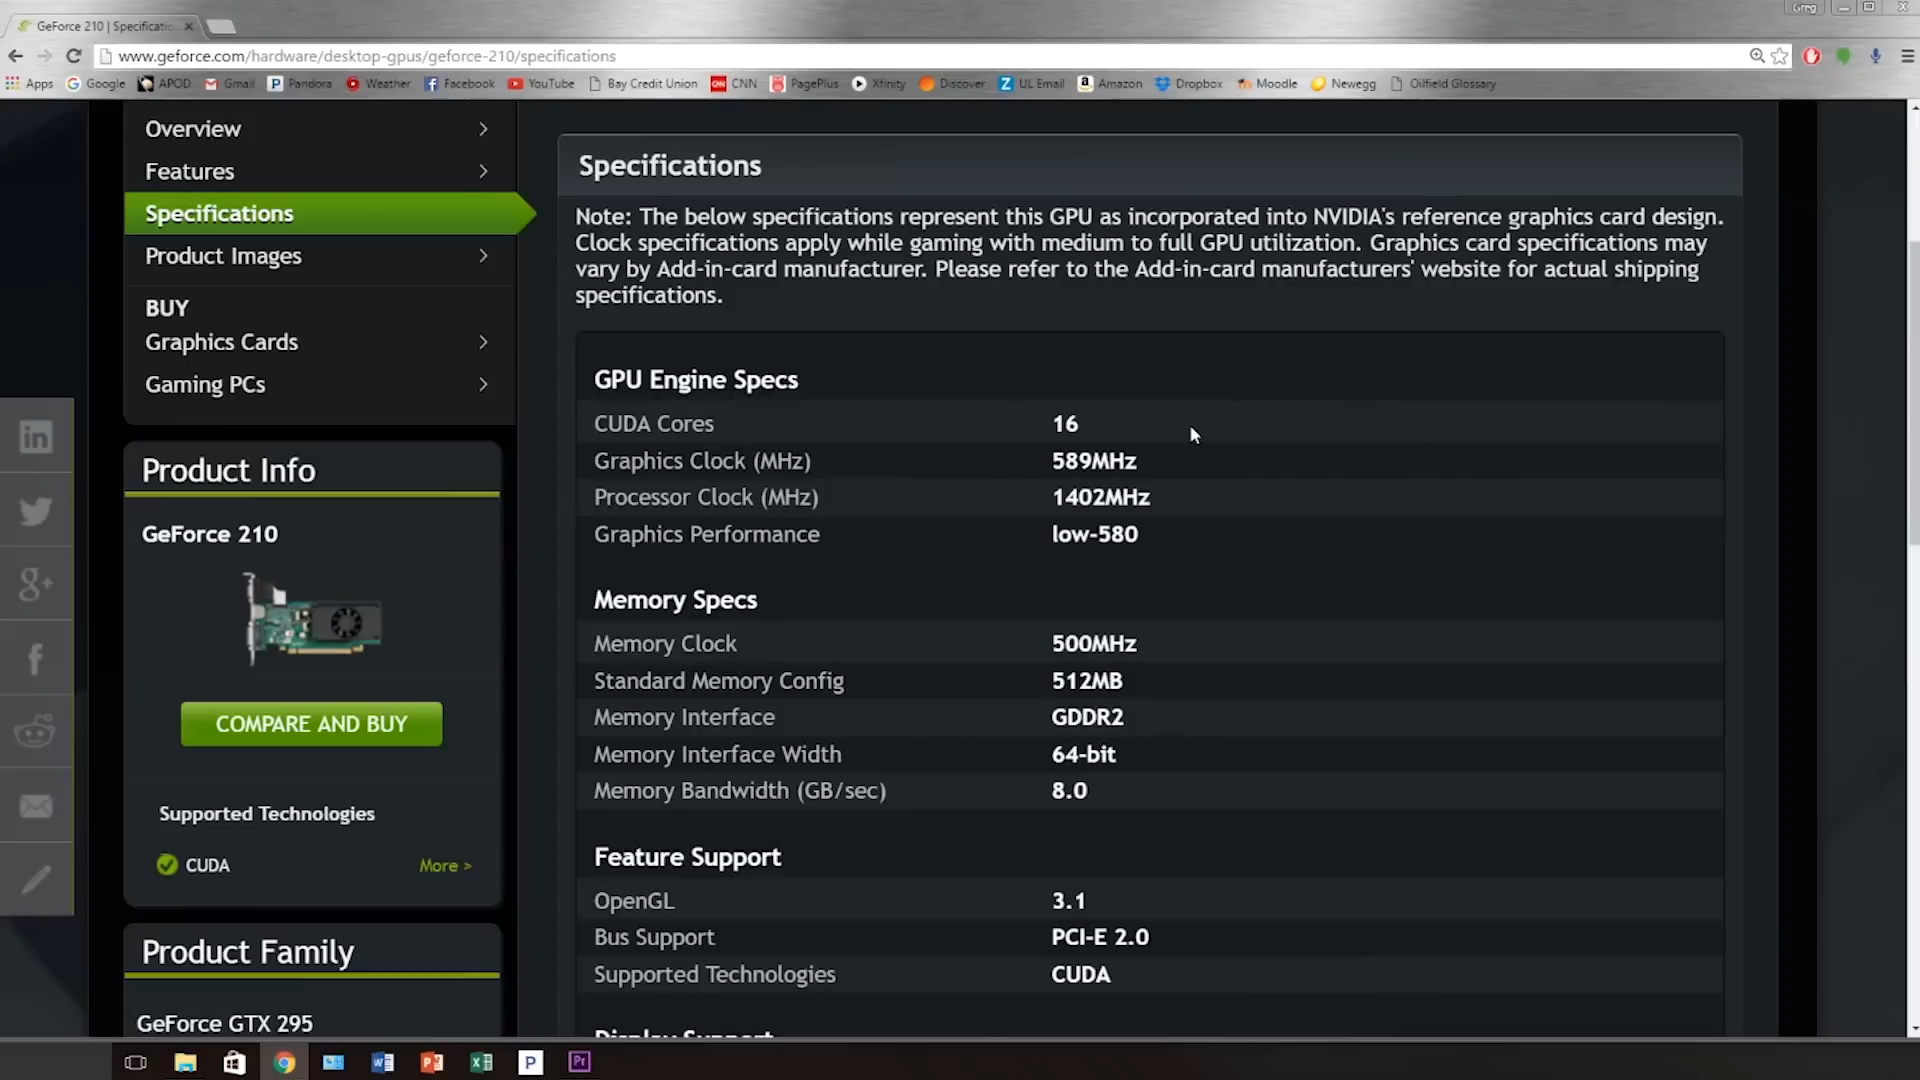 GeForce 210 | Specificatio
Greg
www.geforce.com/hardware/desktop-gpus/geforce-210/specifications
Apps Google APOD Gmail Pandora Weather Facebook YouTube Bay Credit Union CNN PagePlus Xfinity Discover UL Email Amazon Dropbox Moodle Newegg Oilfield Glossary
Overview
Features
Specifications
Product Images
BUY
Graphics Cards
Gaming PCs
Product Info
GeForce 210
COMPARE AND BUY
Supported Technologies
CUDA More >
Product Family
GeForce GTX 295
Specifications
Note: The below specifications represent this GPU as incorporated into NVIDIA's reference graphics card design.
Clock specifications apply while gaming with medium to full GPU utilization. Graphics card specifications may
vary by Add-in-card manufacturer. Please refer to the Add-in-card manufacturers' website for actual shipping
specifications.
GPU Engine Specs
CUDA Cores 16
Graphics Clock (MHz) 589MHz
Processor Clock (MHz) 1402MHz
Graphics Performance low-580
Memory Specs
Memory Clock 500MHz
Standard Memory Config 512MB
Memory Interface GDDR2
Memory Interface Width 64-bit
Memory Bandwidth (GB/sec) 8.0
Feature Support
OpenGL 3.1
Bus Support PCI-E 2.0
Supported Technologies CUDA
Display Support